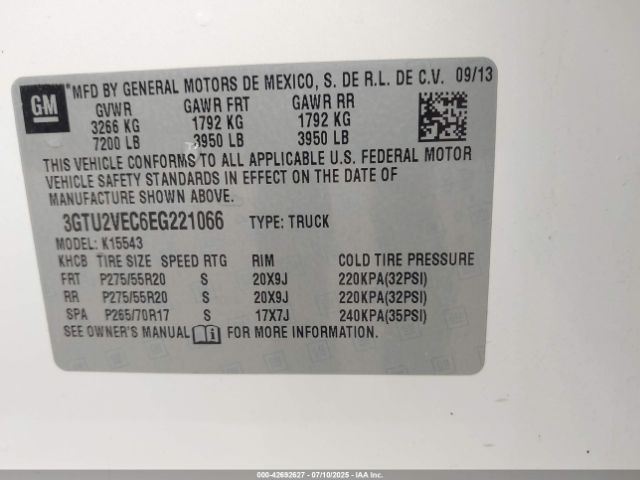 GM
*MFD BY GENERAL MOTORS DE MEXICO, S. DE R.L. DE C.V. 09/13
GVWR GAWR FRT GAWR RR
3266 KG 1792 KG 1792 KG
7200 LB 3950 LB 3950 LB
THIS VEHICLE CONFORMS TO ALL APPLICABLE U.S. FEDERAL MOTOR
VEHICLE SAFETY STANDARDS IN EFFECT ON THE DATE OF
MANUFACTURE SHOWN ABOVE.
3GTU2VEC6EG221066 TYPE: TRUCK
MODEL: K15543
KHCB TIRE SIZE SPEED RTG RIM COLD TIRE PRESSURE
FRT P275/55R20 S 20X9J 220KPA(32PSI)
RR P275/55R20 S 20X9J 220KPA(32PSI)
SPA P265/70R17 S 17X7J 240KPA(35PSI)
SEE OWNER'S MANUAL FOR MORE INFORMATION.
000-42692627 - 07/10/2025 - IAA Inc.